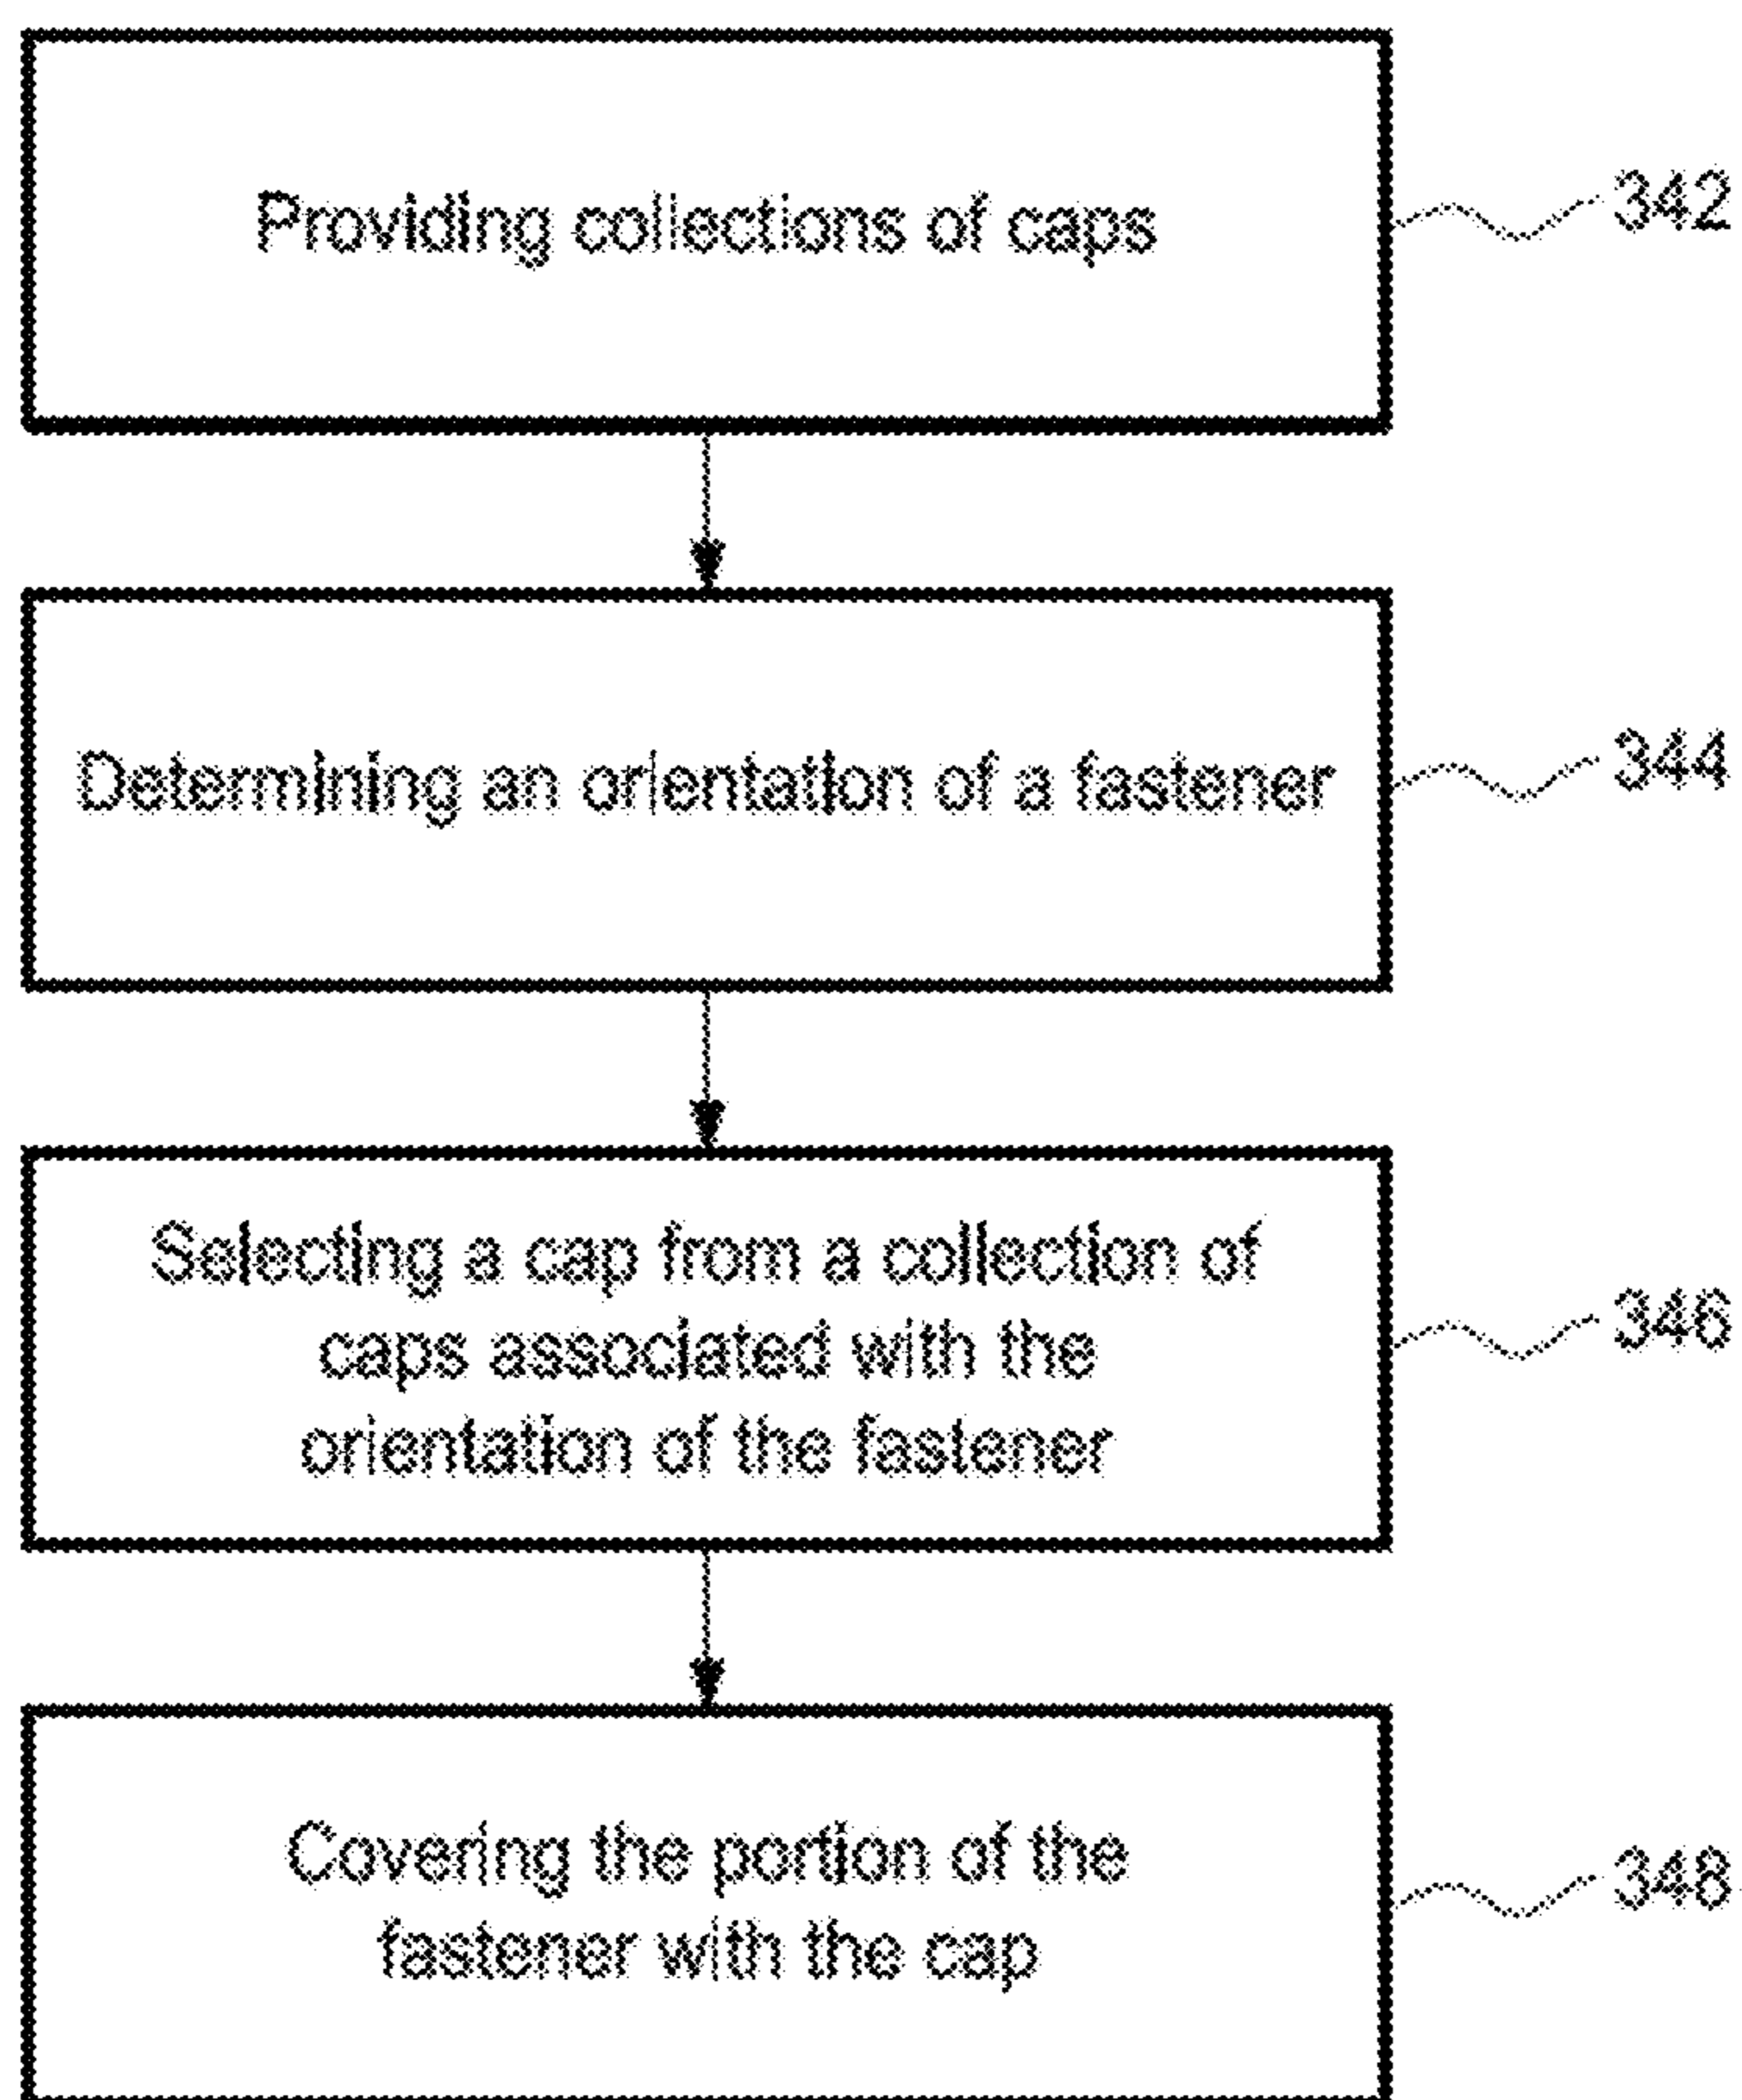 Providing collections of caps
342
Determining an orientation of a fastener
344
Selecting a cap from a collection of
caps associated with the
orientation of the fastener
346
Covering the portion of the
fastener with the cap
348